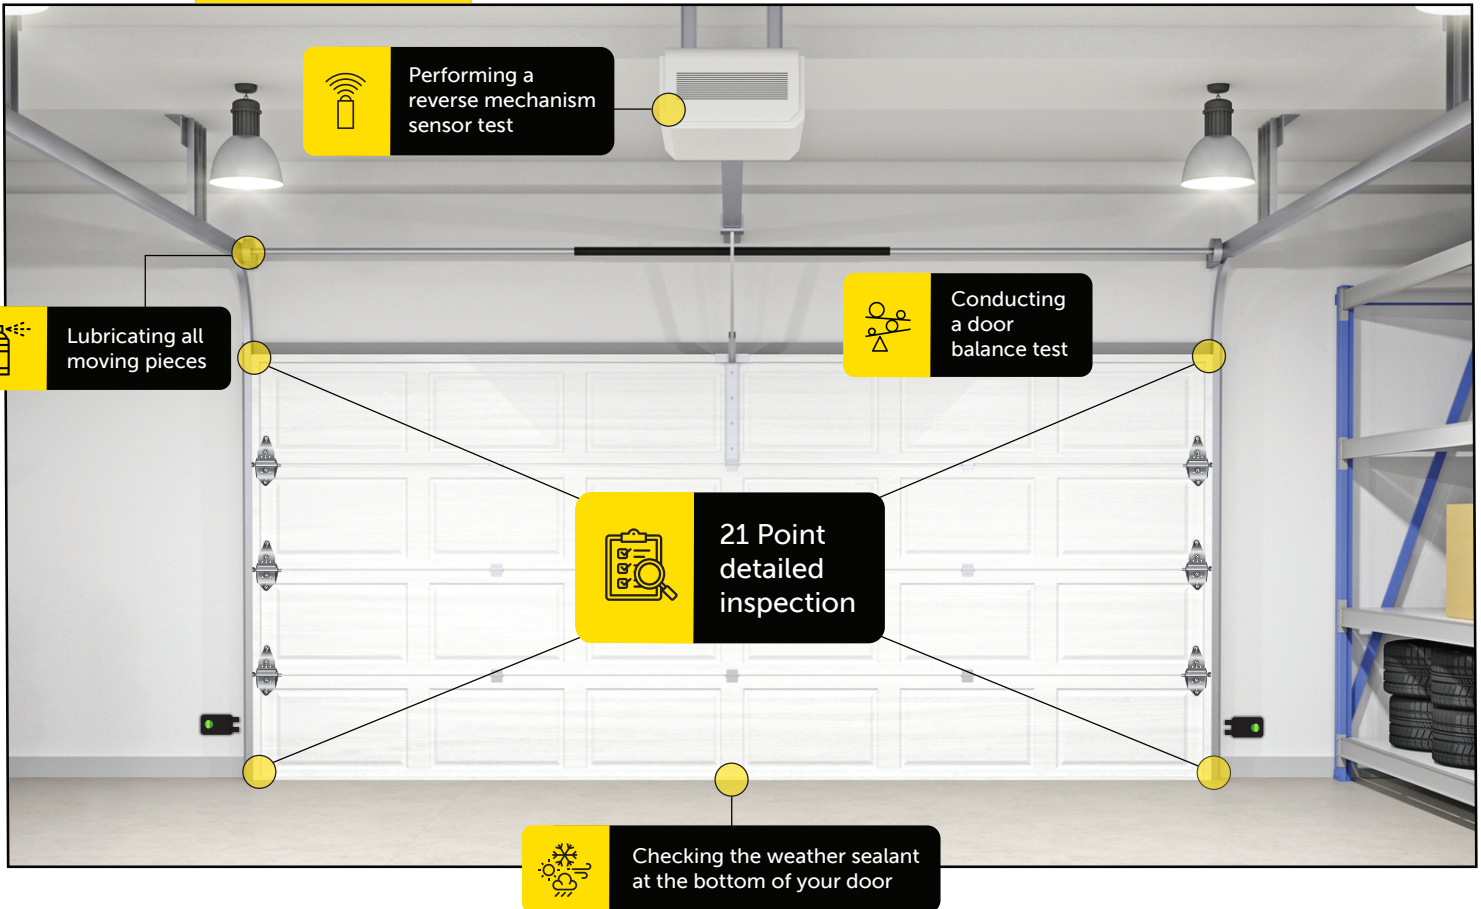 Performing a
reverse mechanism
sensor test
Lubricating all
moving pieces
Conducting
a door
balance test
21 Point
detailed
inspection
Checking the weather sealant
at the bottom of your door